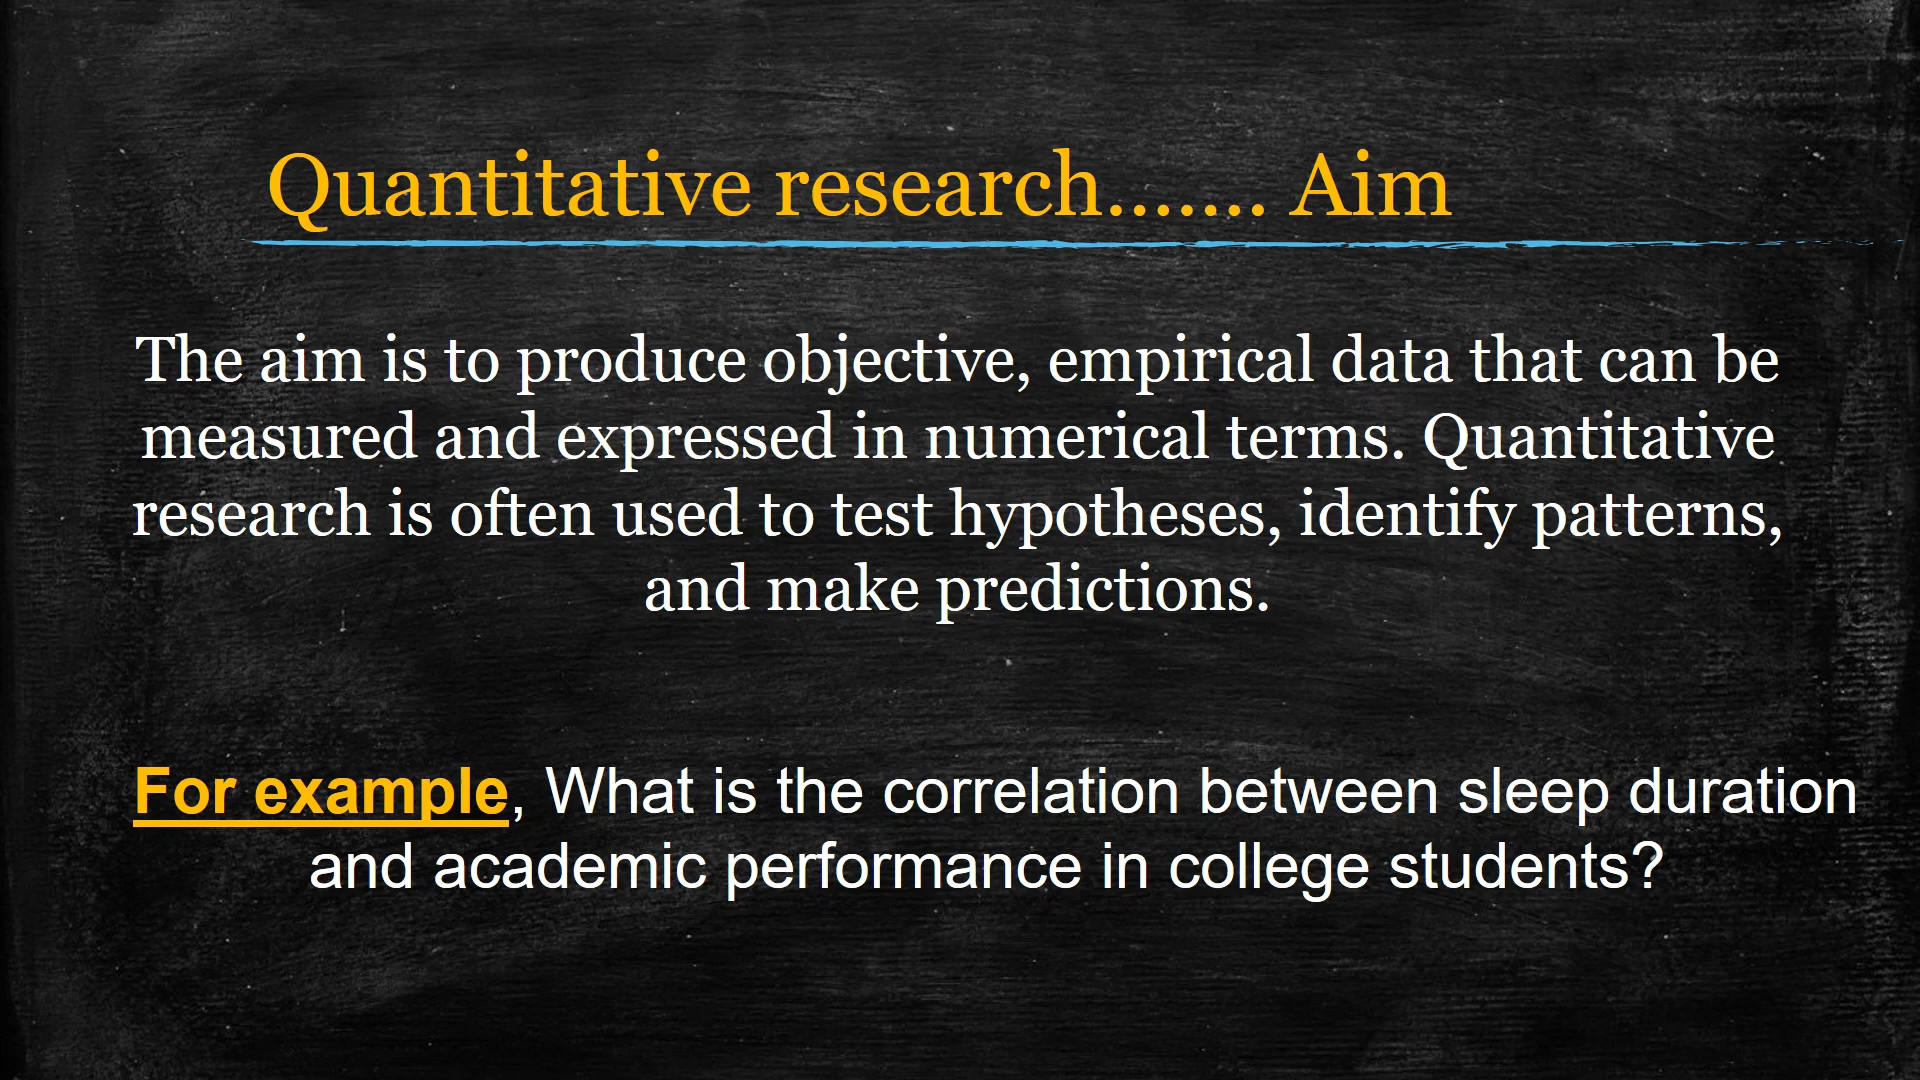 Quantitative research....... Aim
The aim is to produce objective, empirical data that can be
measured and expressed in numerical terms. Quantitative
research is often used to test hypotheses, identify patterns,
and make predictions.
For example, What is the correlation between sleep duration
and academic performance in college students?